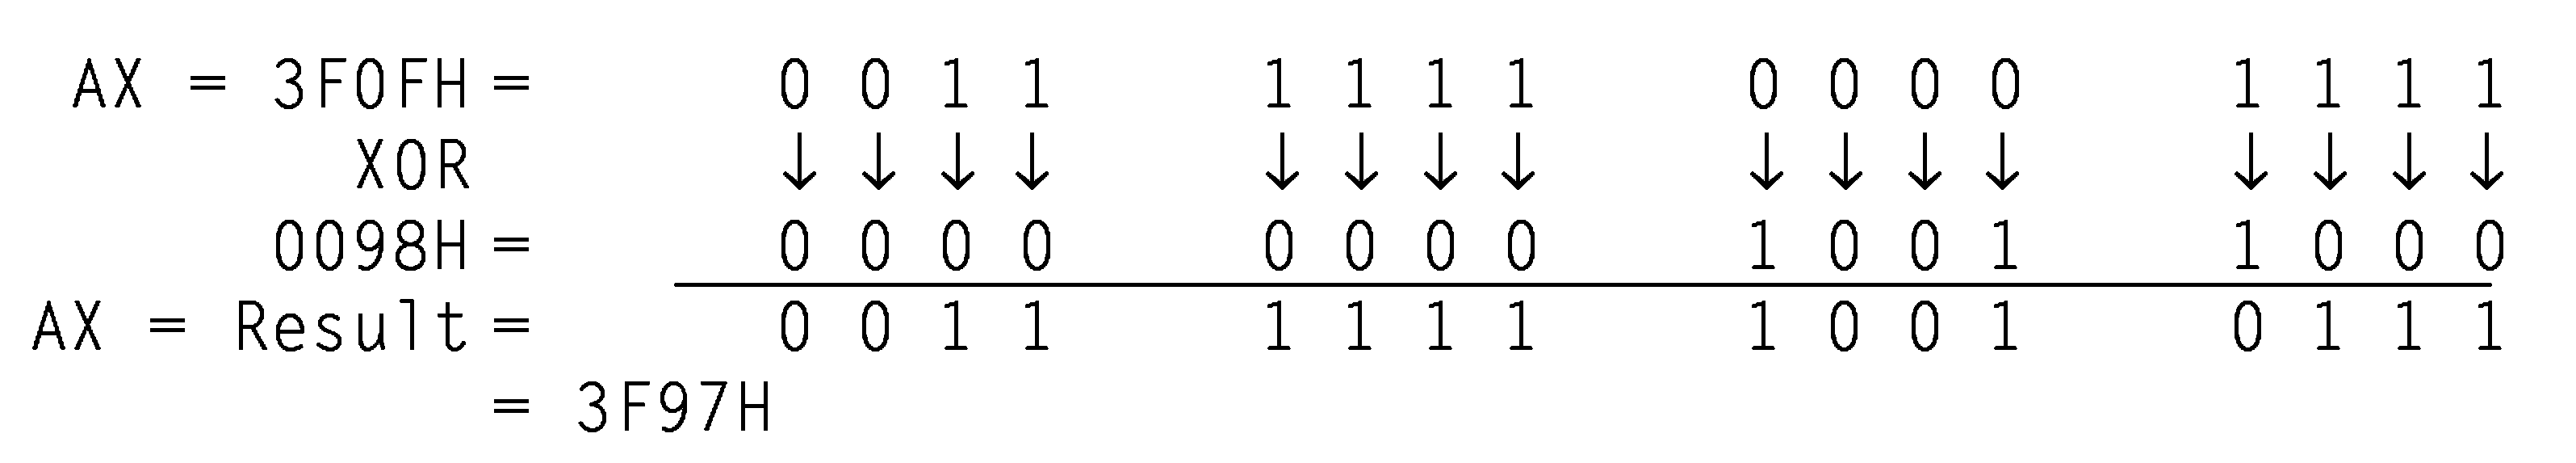 AX = 3F0FH = 0 0 1 1 1 1 1 1 0 0 0 0 1 1 1 1
XOR ↓ ↓ ↓ ↓ ↓ ↓ ↓ ↓ ↓ ↓ ↓ ↓ ↓ ↓ ↓ ↓
0098H = 0 0 0 0 0 0 0 0 1 0 0 1 1 0 0 0
AX = Result = 0 0 1 1 1 1 1 1 1 0 0 1 0 1 1 1
= 3F97H